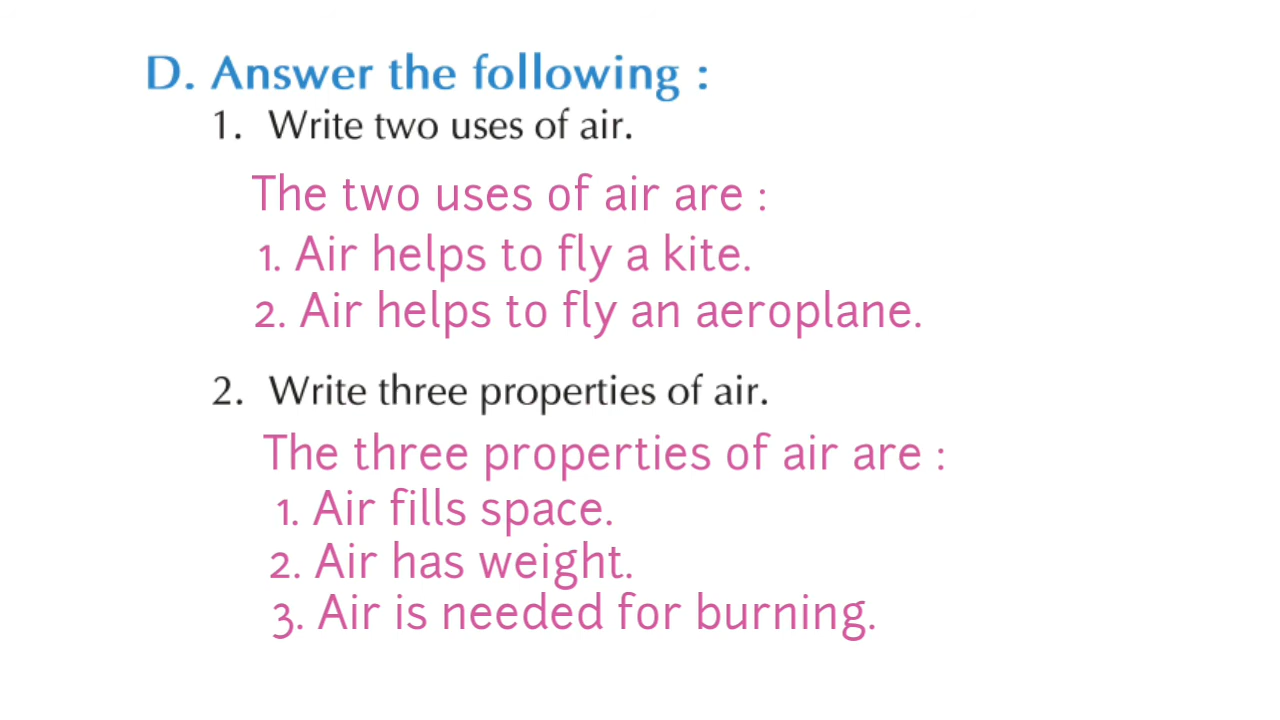 D. Answer the following :
1. Write two uses of air.
The two uses of air are :
1. Air helps to fly a kite.
2. Air helps to fly an aeroplane.
2. Write three properties of air.
The three properties of air are :
1. Air fills space.
2. Air has weight.
3. Air is needed for burning.